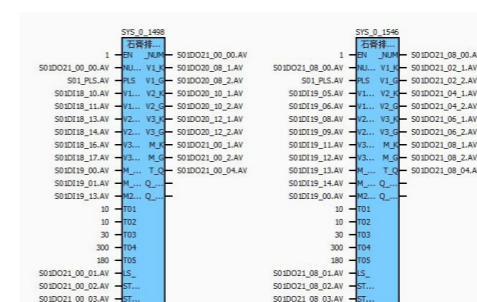 SYS_0_1498
石膏排...
1 EN _NUM S01DO21_00_00.AV
S01DO21_00_00.AV NU... V1_K S01DO20_08_1.AV
S01_PLS.AV PLS V1_G S01DO20_08_2.AV
S01DI18_10.AV V1... V2_K S01DO20_10_1.AV
S01DI18_11.AV V1... V2_G S01DO20_10_2.AV
S01DI18_13.AV V2... V3_K S01DO20_12_1.AV
S01DI18_14.AV V2... V3_G S01DO20_12_2.AV
S01DI18_16.AV V3... M_K S01DO21_00_1.AV
S01DI18_17.AV V3... M_G S01DO21_00_2.AV
S01DI19_00.AV M_... T_Q S01DO21_00_04.AV
S01DI19_01.AV M_... Q_...
S01DI19_13.AV M2... Q_...
10 T01
10 T02
30 T03
300 T04
180 T05
S01DO21_00_01.AV LS_
S01DO21_00_02.AV ST...
S01DO21_00_03.AV ST...
SYS_0_1546
石膏排...
1 EN _NUM S01DO21_08_00.AV
S01DO21_08_00.AV NU... V1_K S01DO21_02_1.AV
S01_PLS.AV PLS V1_G S01DO21_02_2.AV
S01DI19_05.AV V1... V2_K S01DO21_04_1.AV
S01DI19_06.AV V1... V2_G S01DO21_04_2.AV
S01DI19_08.AV V2... V3_K S01DO21_06_1.AV
S01DI19_09.AV V2... V3_G S01DO21_06_2.AV
S01DI19_11.AV V3... M_K S01DO21_08_1.AV
S01DI19_12.AV V3... M_G S01DO21_08_2.AV
S01DI19_13.AV M_... T_Q S01DO21_08_04.AV
S01DI19_14.AV M_... Q_...
S01DI19_00.AV M2... Q_...
10 T01
10 T02
30 T03
300 T04
180 T05
S01DO21_08_01.AV LS_
S01DO21_08_02.AV ST...
S01DO21_08_03.AV ST...